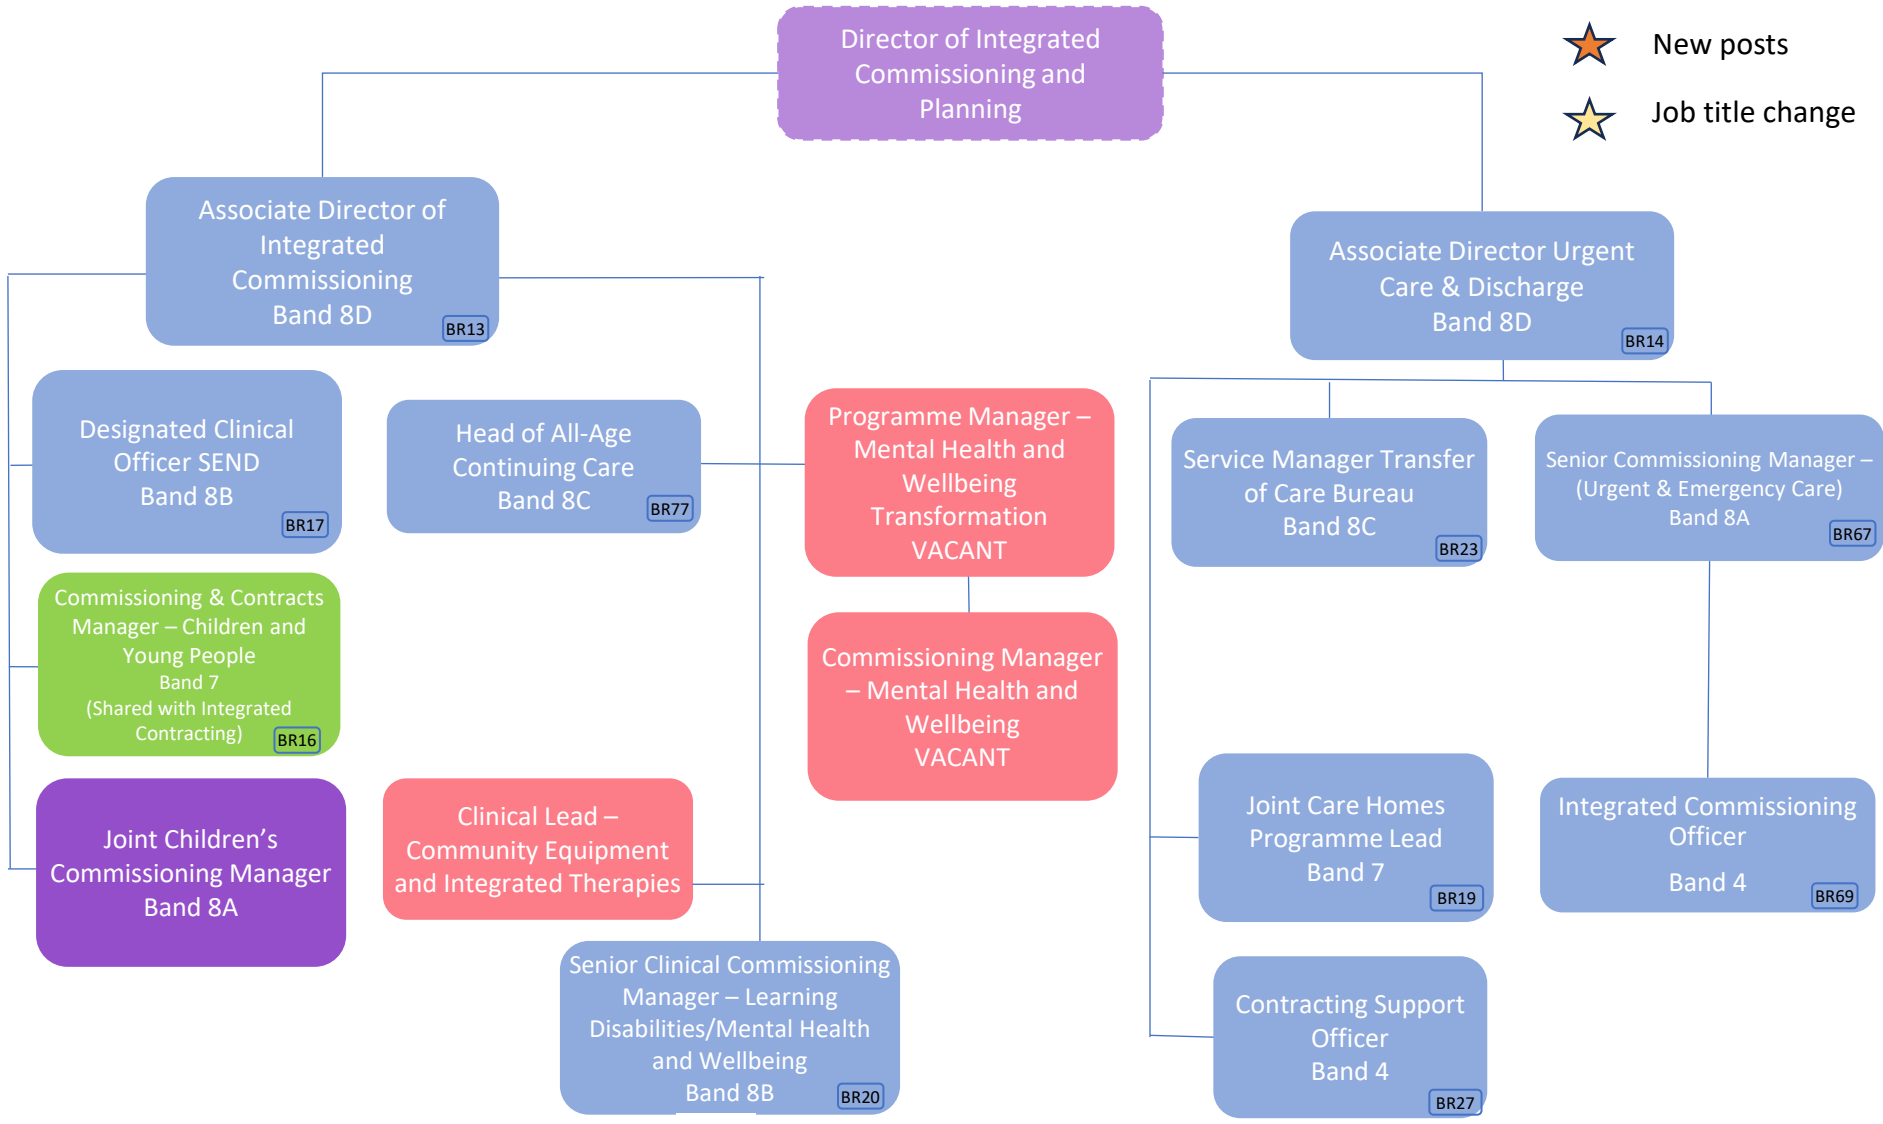 Director of Integrated
Commissioning and
Planning
New posts
Job title change
Associate Director of
Integrated
Commissioning
Band 8D
BR13
Associate Director Urgent
Care & Discharge
Band 8D
BR14
Designated Clinical
Officer SEND
Band 8B
BR17
Head of All-Age
Continuing Care
Band 8C
BR77
Programme Manager –
Mental Health and
Wellbeing
Transformation
VACANT
Service Manager Transfer
of Care Bureau
Band 8C
BR23
Senior Commissioning Manager –
(Urgent & Emergency Care)
Band 8A
BR67
Commissioning & Contracts
Manager – Children and
Young People
Band 7
(Shared with Integrated
Contracting)
BR16
Commissioning Manager
– Mental Health and
Wellbeing
VACANT
Joint Children’s
Commissioning Manager
Band 8A
Clinical Lead –
Community Equipment
and Integrated Therapies
Joint Care Homes
Programme Lead
Band 7
BR19
Integrated Commissioning
Officer
Band 4
BR69
Senior Clinical Commissioning
Manager – Learning
Disabilities/Mental Health
and Wellbeing
Band 8B
BR20
Contracting Support
Officer
Band 4
BR27